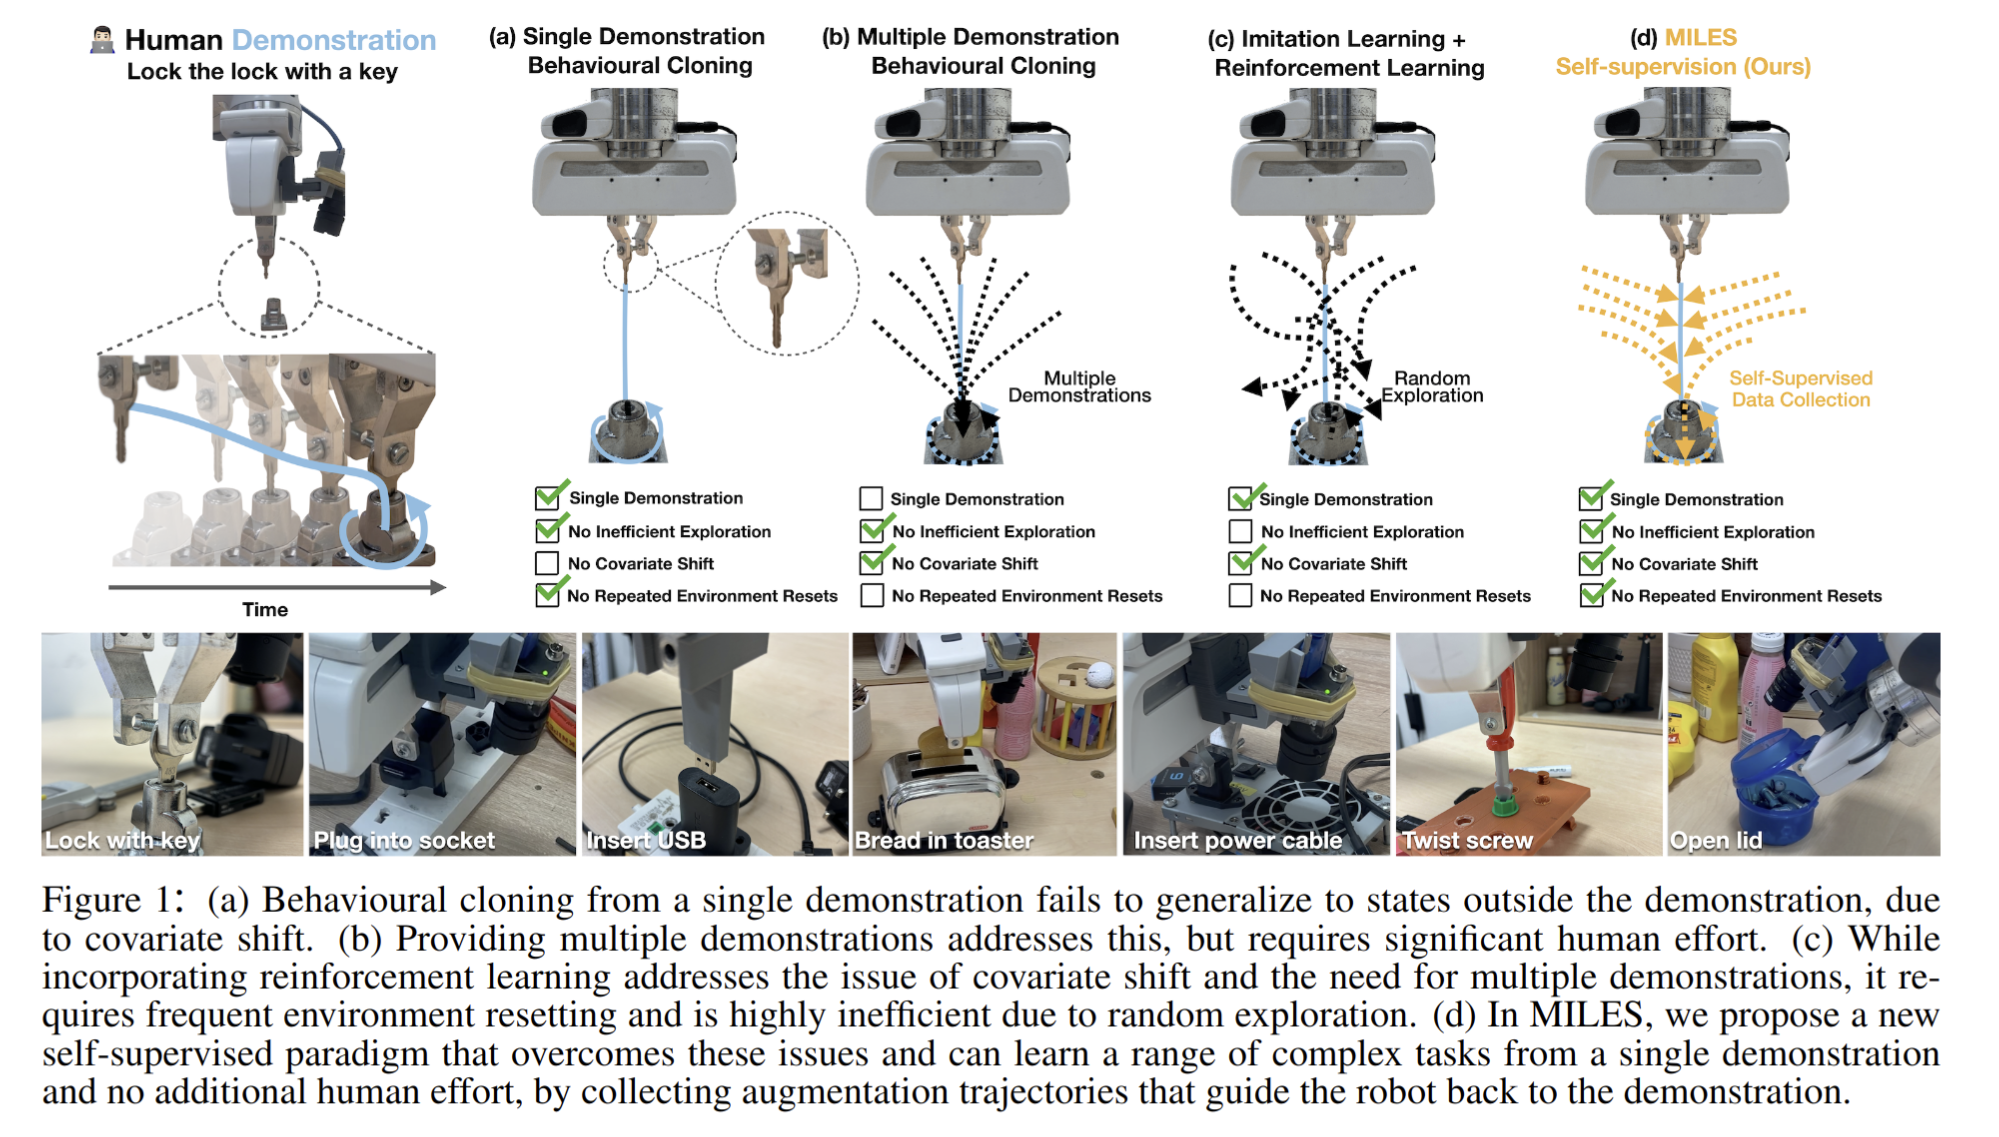 Human Demonstration
Lock the lock with a key
Time
(a) Single Demonstration
Behavioural Cloning
Single Demonstration
No Inefficient Exploration
No Covariate Shift
No Repeated Environment Resets
(b) Multiple Demonstration
Behavioural Cloning
Multiple
Demonstrations
Single Demonstration
No Inefficient Exploration
No Covariate Shift
No Repeated Environment Resets
(c) Imitation Learning +
Reinforcement Learning
Random
Exploration
Single Demonstration
No Inefficient Exploration
No Covariate Shift
No Repeated Environment Resets
(d) MILES
Self-supervision (Ours)
Self-Supervised
Data Collection
Single Demonstration
No Inefficient Exploration
No Covariate Shift
No Repeated Environment Resets
Lock with key
Plug into socket
Insert USB
Bread in toaster
Insert power cable
Twist screw
Open lid
Figure 1: (a) Behavioural cloning from a single demonstration fails to generalize to states outside the demonstration, due
to covariate shift. (b) Providing multiple demonstrations addresses this, but requires significant human effort. (c) While
incorporating reinforcement learning addresses the issue of covariate shift and the need for multiple demonstrations, it re-
quires frequent environment resetting and is highly inefficient due to random exploration. (d) In MILES, we propose a new
self-supervised paradigm that overcomes these issues and can learn a range of complex tasks from a single demonstration
and no additional human effort, by collecting augmentation trajectories that guide the robot back to the demonstration.